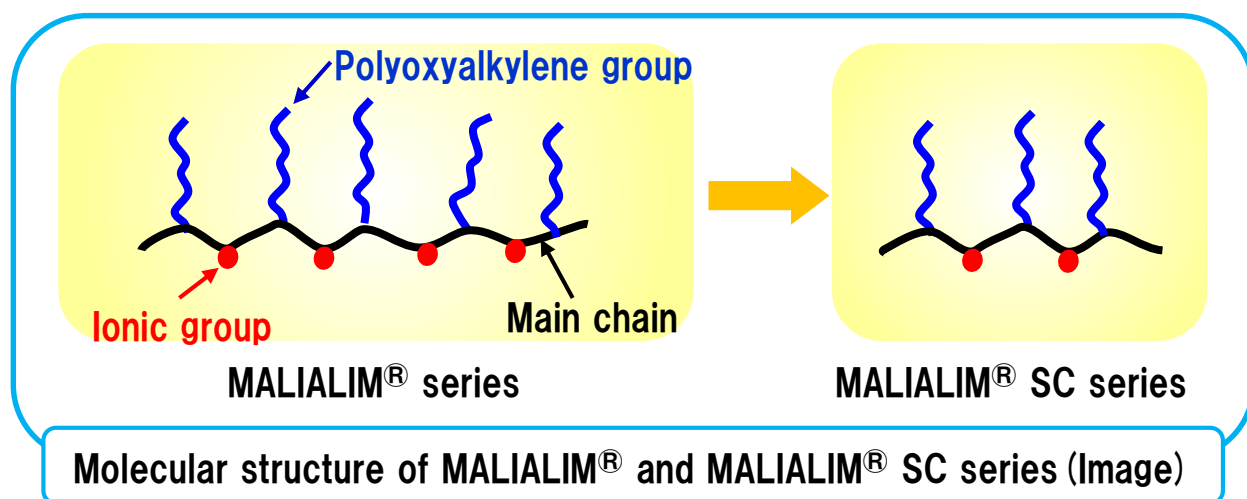 Polyoxyalkylene group
Ionic group
Main chain
MALIALIM® series
MALIALIM® SC series
Molecular structure of MALIALIM® and MALIALIM® SC series (Image)